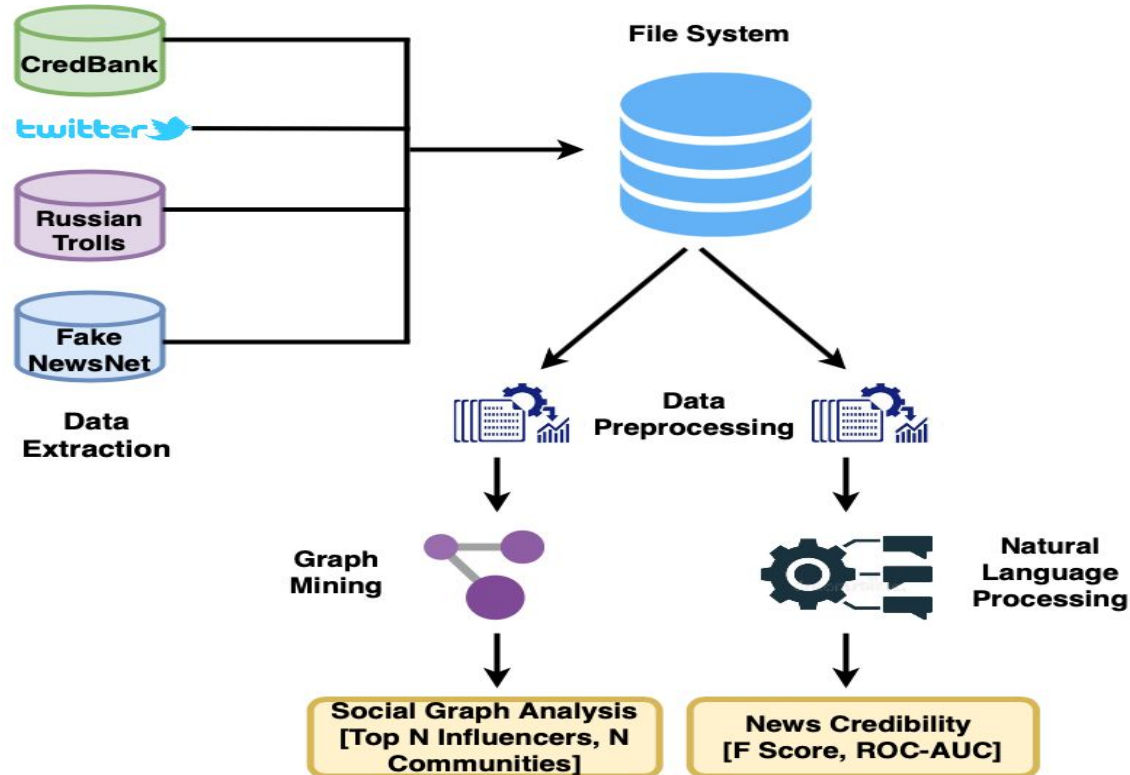 CredBank
twitter
Russian
Trolls
Fake
NewsNet
Data
Extraction
File System
Data
Preprocessing
Graph
Mining
Natural
Language
Processing
Social Graph Analysis
[Top N Influencers, N
Communities]
News Credibility
[F Score, ROC-AUC]